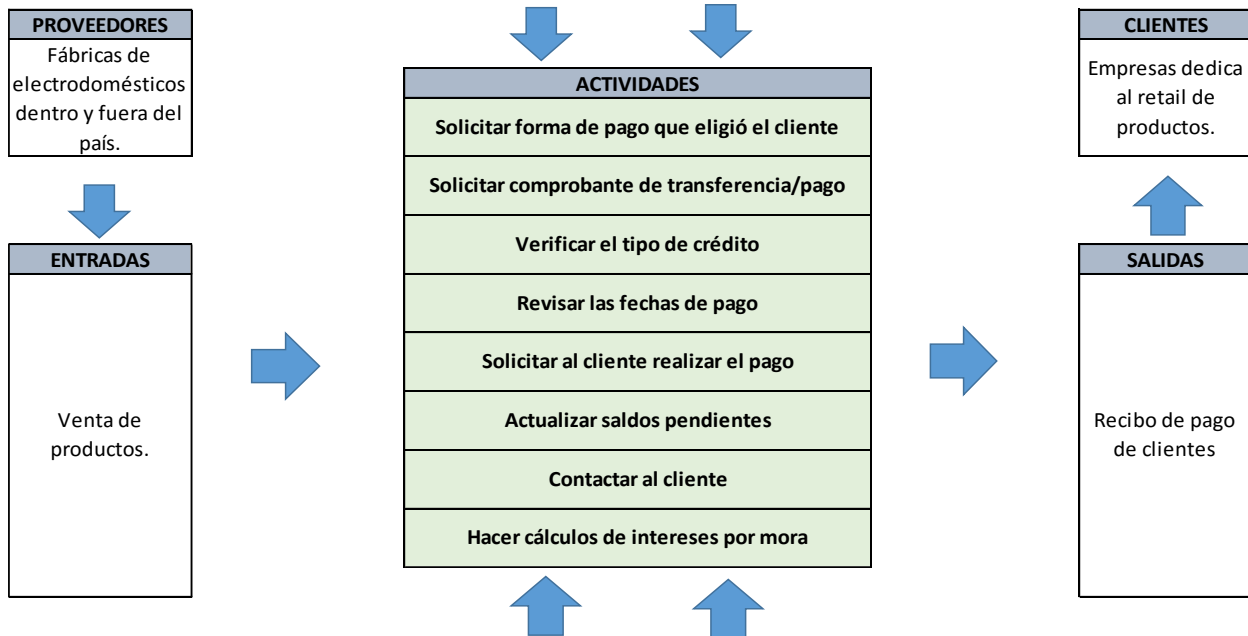 PROVEEDORES
Fábricas de
electrodomésticos
dentro y fuera del
país.
ENTRADAS
Venta de
productos.
ACTIVIDADES
Solicitar forma de pago que eligió el cliente
Solicitar comprobante de transferencia/pago
Verificar el tipo de crédito
Revisar las fechas de pago
Solicitar al cliente realizar el pago
Actualizar saldos pendientes
Contactar al cliente
Hacer cálculos de intereses por mora
CLIENTES
Empresas dedica
al retail de
productos.
SALIDAS
Recibo de pago
de clientes